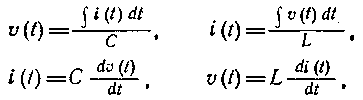 v (t) = ∫ i (t) dt / C , i (t) = ∫ v (t) dt / L ,
i (t) = C dv (t) / dt , v (t) = L di (t) / dt .